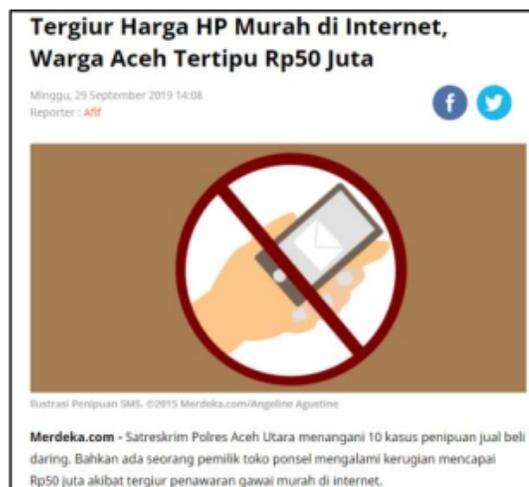 Tergiur Harga HP Murah di Internet,
Warga Aceh Tertipu Rp50 Juta
Minggu, 29 September 2019 14:08
Reporter : Afif
Ilustrasi Penipuan SMS. ©2015 Merdeka.com/Angeline Agustine
Merdeka.com - Satreskrim Polres Aceh Utara menangani 10 kasus penipuan jual beli
daring. Bahkan ada seorang pemilik toko ponsel mengalami kerugian mencapai
Rp50 juta akibat tergiur penawaran gawai murah di internet.